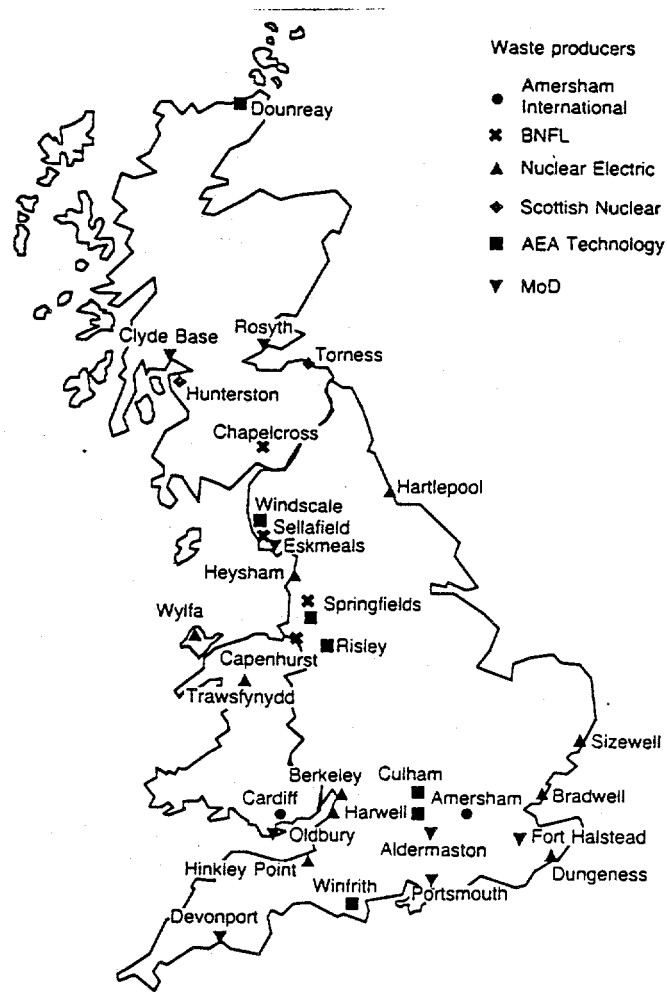 Waste producers
Amersham
International
BNFL
Nuclear Electric
Scottish Nuclear
AEA Technology
MoD
Dounreay
Rosyth
Clyde Base
Torness
Hunterston
Chapelcross
Hartlepool
Windscale
Sellafield
Eskmeals
Heysham
Springfields
Wylfa
Risley
Capenhurst
Trawsfynydd
Sizewell
Berkeley
Culham
Cardiff
Harwell
Amersham
Bradwell
Oldbury
Aldermaston
Fort Halstead
Hinkley Point
Dungeness
Winfrith
Portsmouth
Devonport